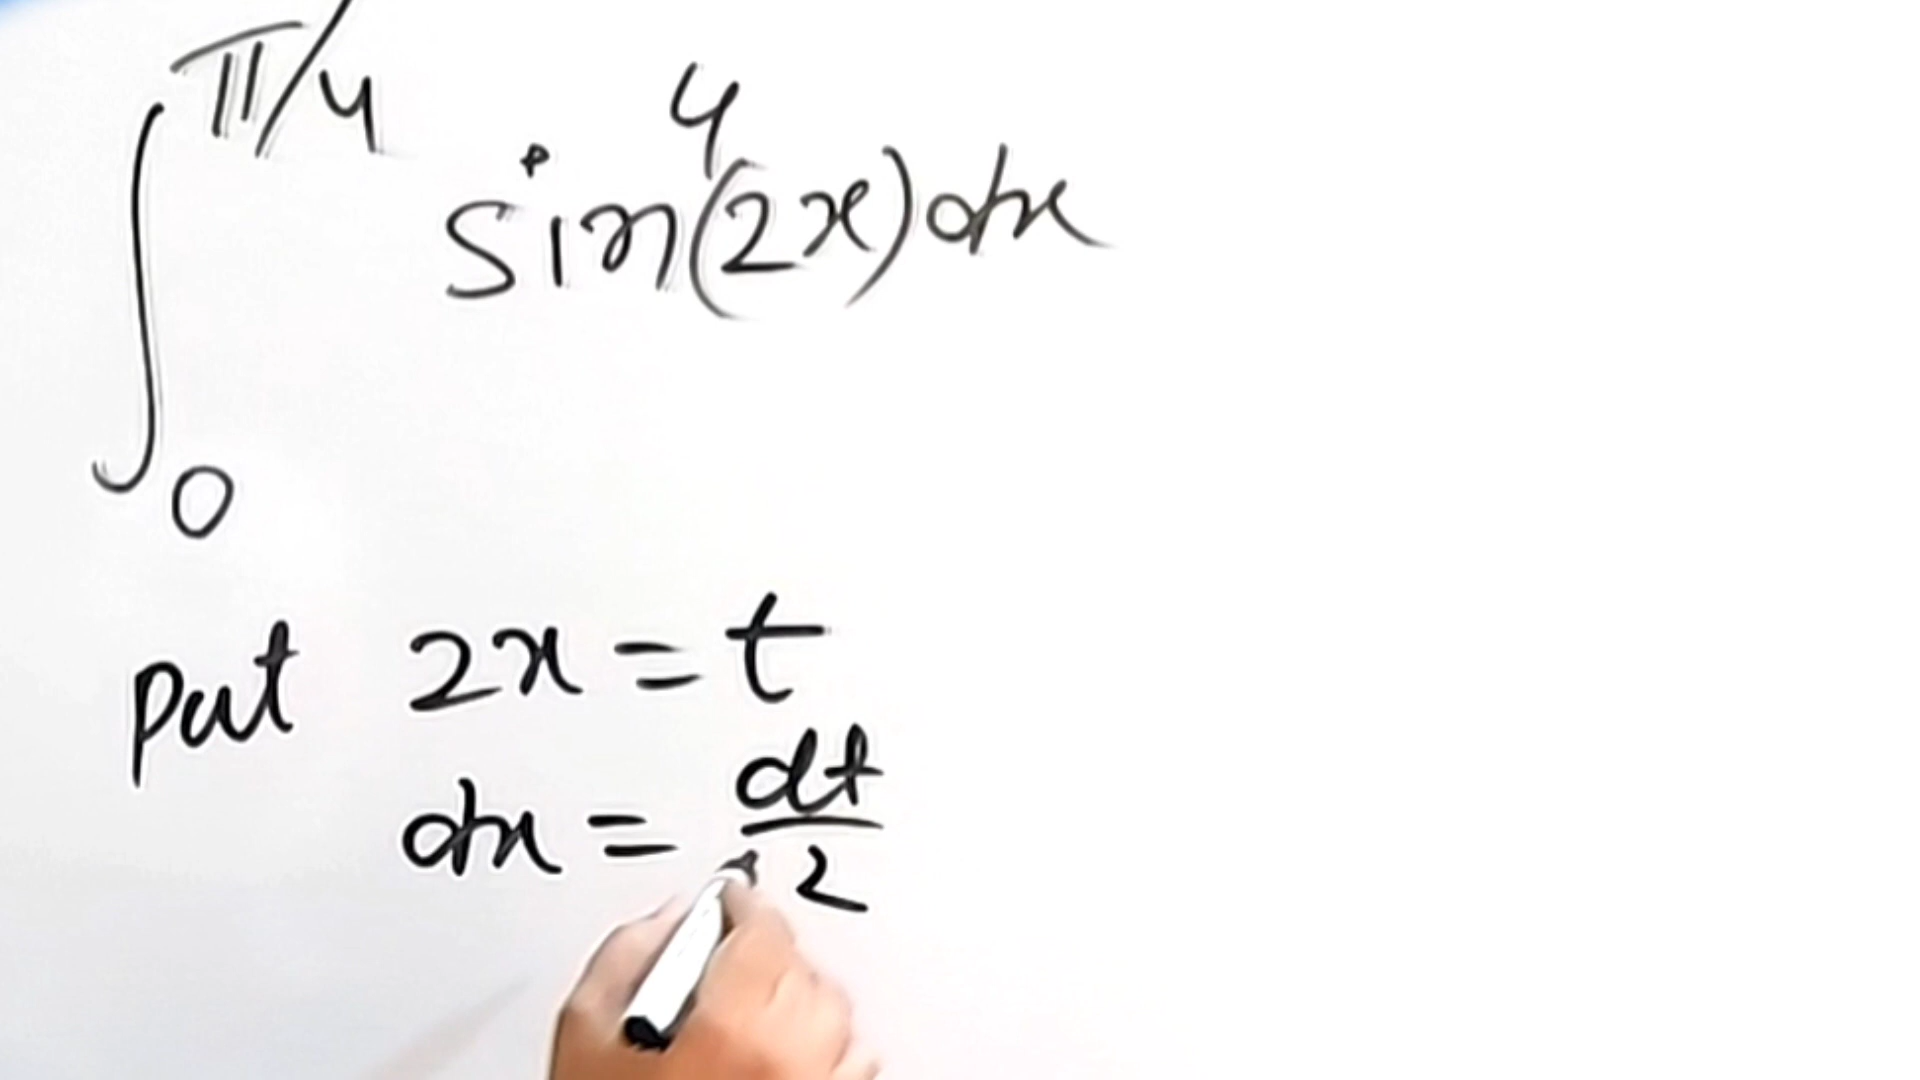 ∫₀^π/4 sin⁴(2x)dx
put 2x = t
dx = dt/2